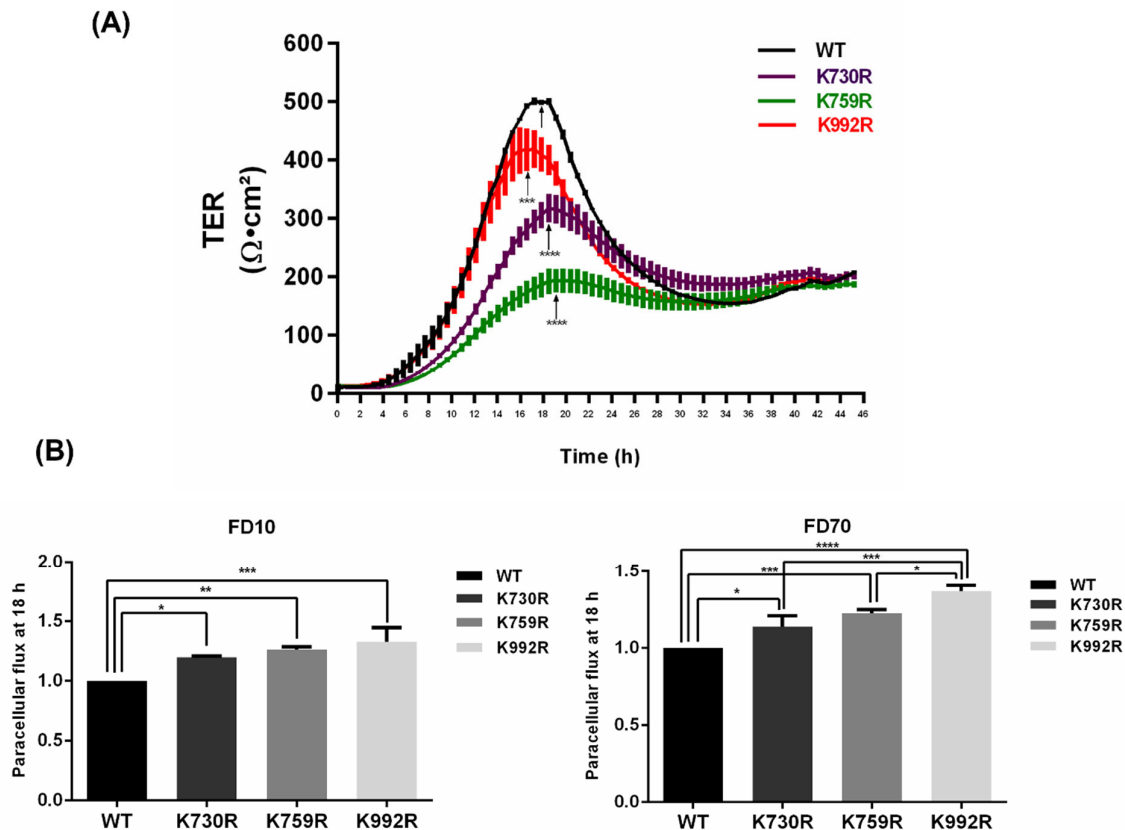 (A)
600
500
400
300
200
100
0
TER
(Ω•cm²)
WT
K730R
K759R
K992R
***
****
****
0 2 4 6 8 10 12 14 16 18 20 22 24 26 28 30 32 34 36 38 40 42 44 46
Time (h)
(B)
FD10
2.0
1.5
1.0
0.5
0.0
Paracellular flux at 18 h
***
**
*
WT
K730R
K759R
K992R
WT K730R K759R K992R
FD70
1.5
1.0
0.5
0.0
Paracellular flux at 18 h
****
***
***
*
*
WT
K730R
K759R
K992R
WT K730R K759R K992R